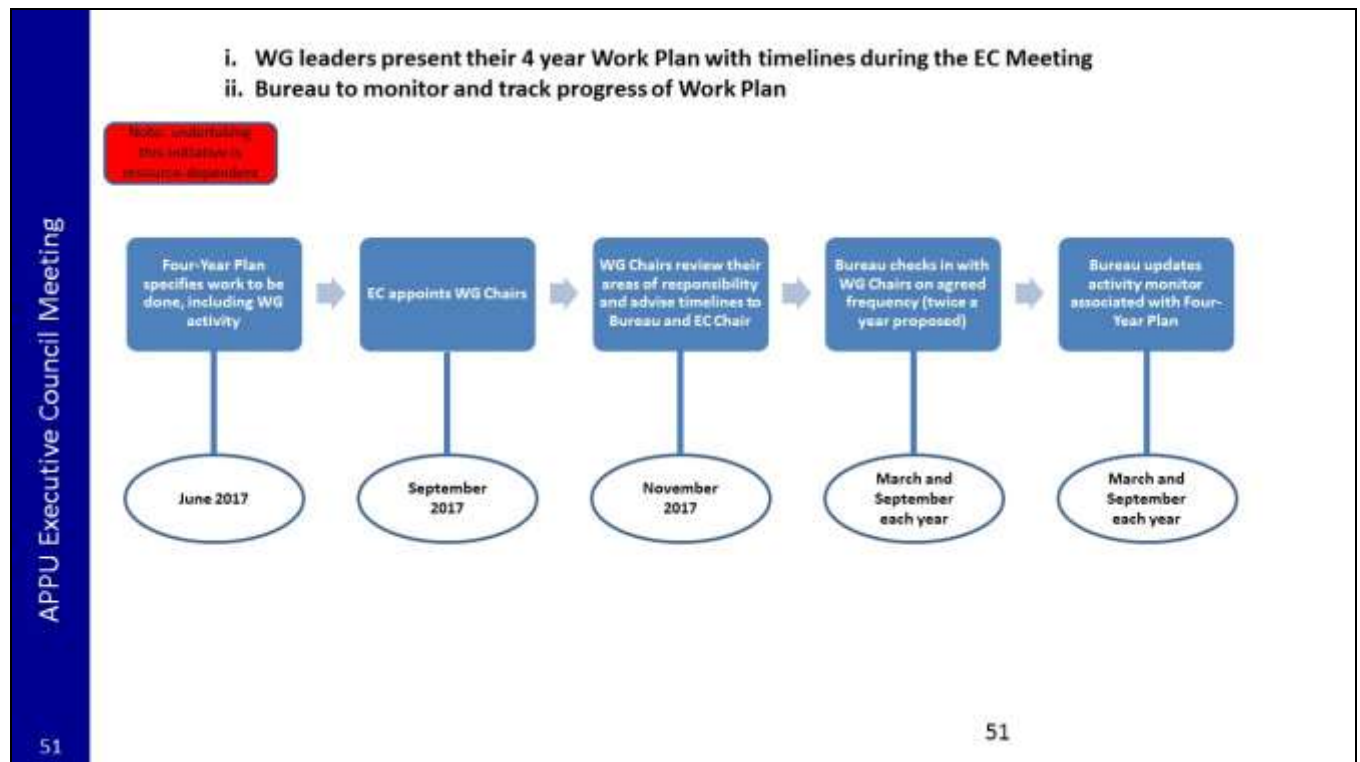 i. WG leaders present their 4 year Work Plan with timelines during the EC Meeting
ii. Bureau to monitor and track progress of Work Plan
Note: undertaking
this initiative is
resource-dependent
Four-Year Plan
specifies work to be
done, including WG
activity
EC appoints WG Chairs
WG Chairs review their
areas of responsibility
and advise timelines to
Bureau and EC Chair
Bureau checks in with
WG Chairs on agreed
frequency (twice a
year proposed)
Bureau updates
activity monitor
associated with Four-
Year Plan
June 2017
September
2017
November
2017
March and
September
each year
March and
September
each year
APPU Executive Council Meeting
51
51